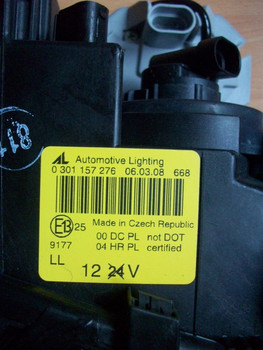 AL Automotive Lighting
0 301 157 276 06.03.08 668
Made in Czech Republic
25
00 DC PL not DOT
9177 04 HR PL certified
LL
12 24 V